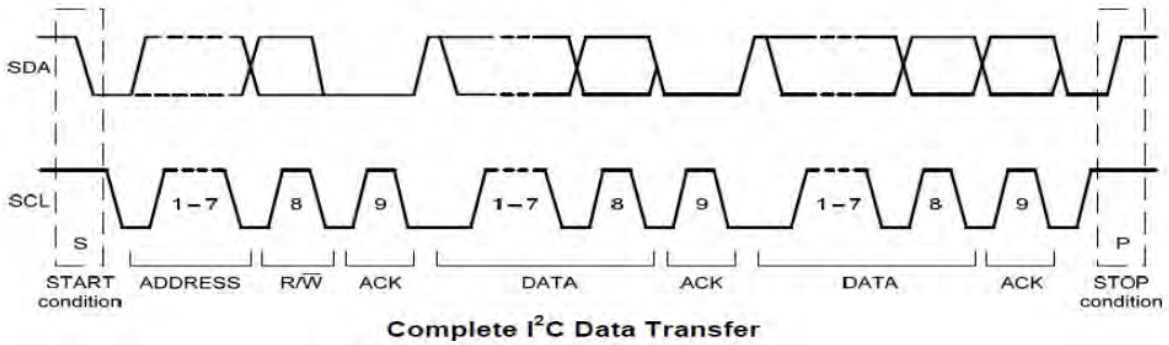 SDA
SCL
1–7 8 9 1–7 8 9 1–7 8 9
S P
START condition ADDRESS R/W̅ ACK DATA ACK DATA ACK STOP condition
Complete I²C Data Transfer